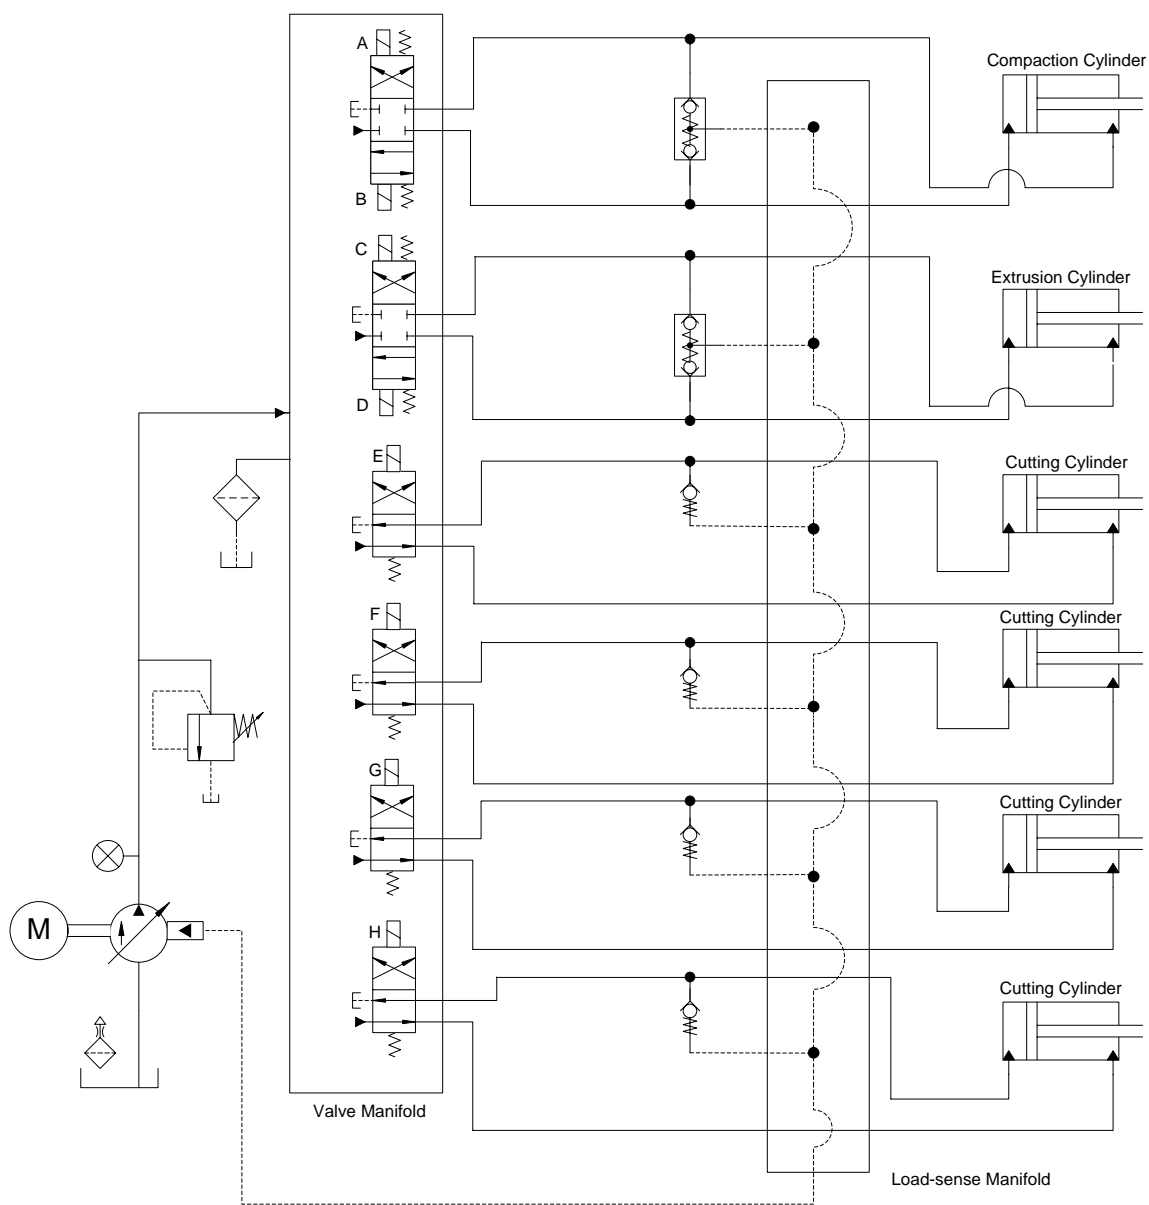 A
Compaction Cylinder
B
C
Extrusion Cylinder
D
E
Cutting Cylinder
F
Cutting Cylinder
G
Cutting Cylinder
M
H
Cutting Cylinder
Valve Manifold
Load-sense Manifold